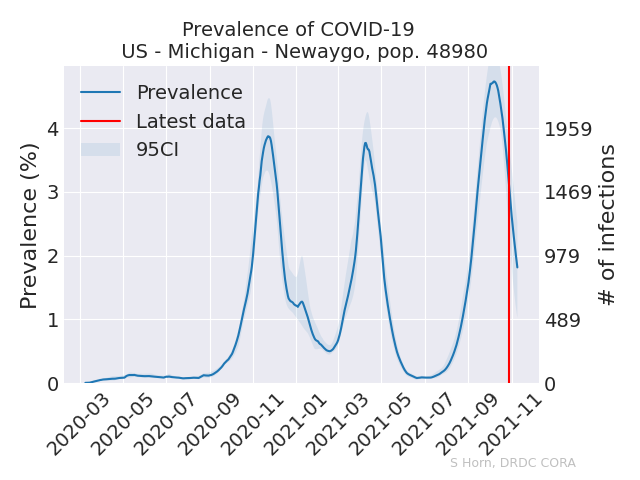 Prevalence of COVID-19
US - Michigan - Newaygo, pop. 48980
Prevalence
Latest data
95CI
Prevalence (%)
4
3
2
1
0
1959
1469
979
489
0
# of infections
2020-03
2020-05
2020-07
2020-09
2020-11
2021-01
2021-03
2021-05
2021-07
2021-09
2021-11
S Horn, DRDC CORA